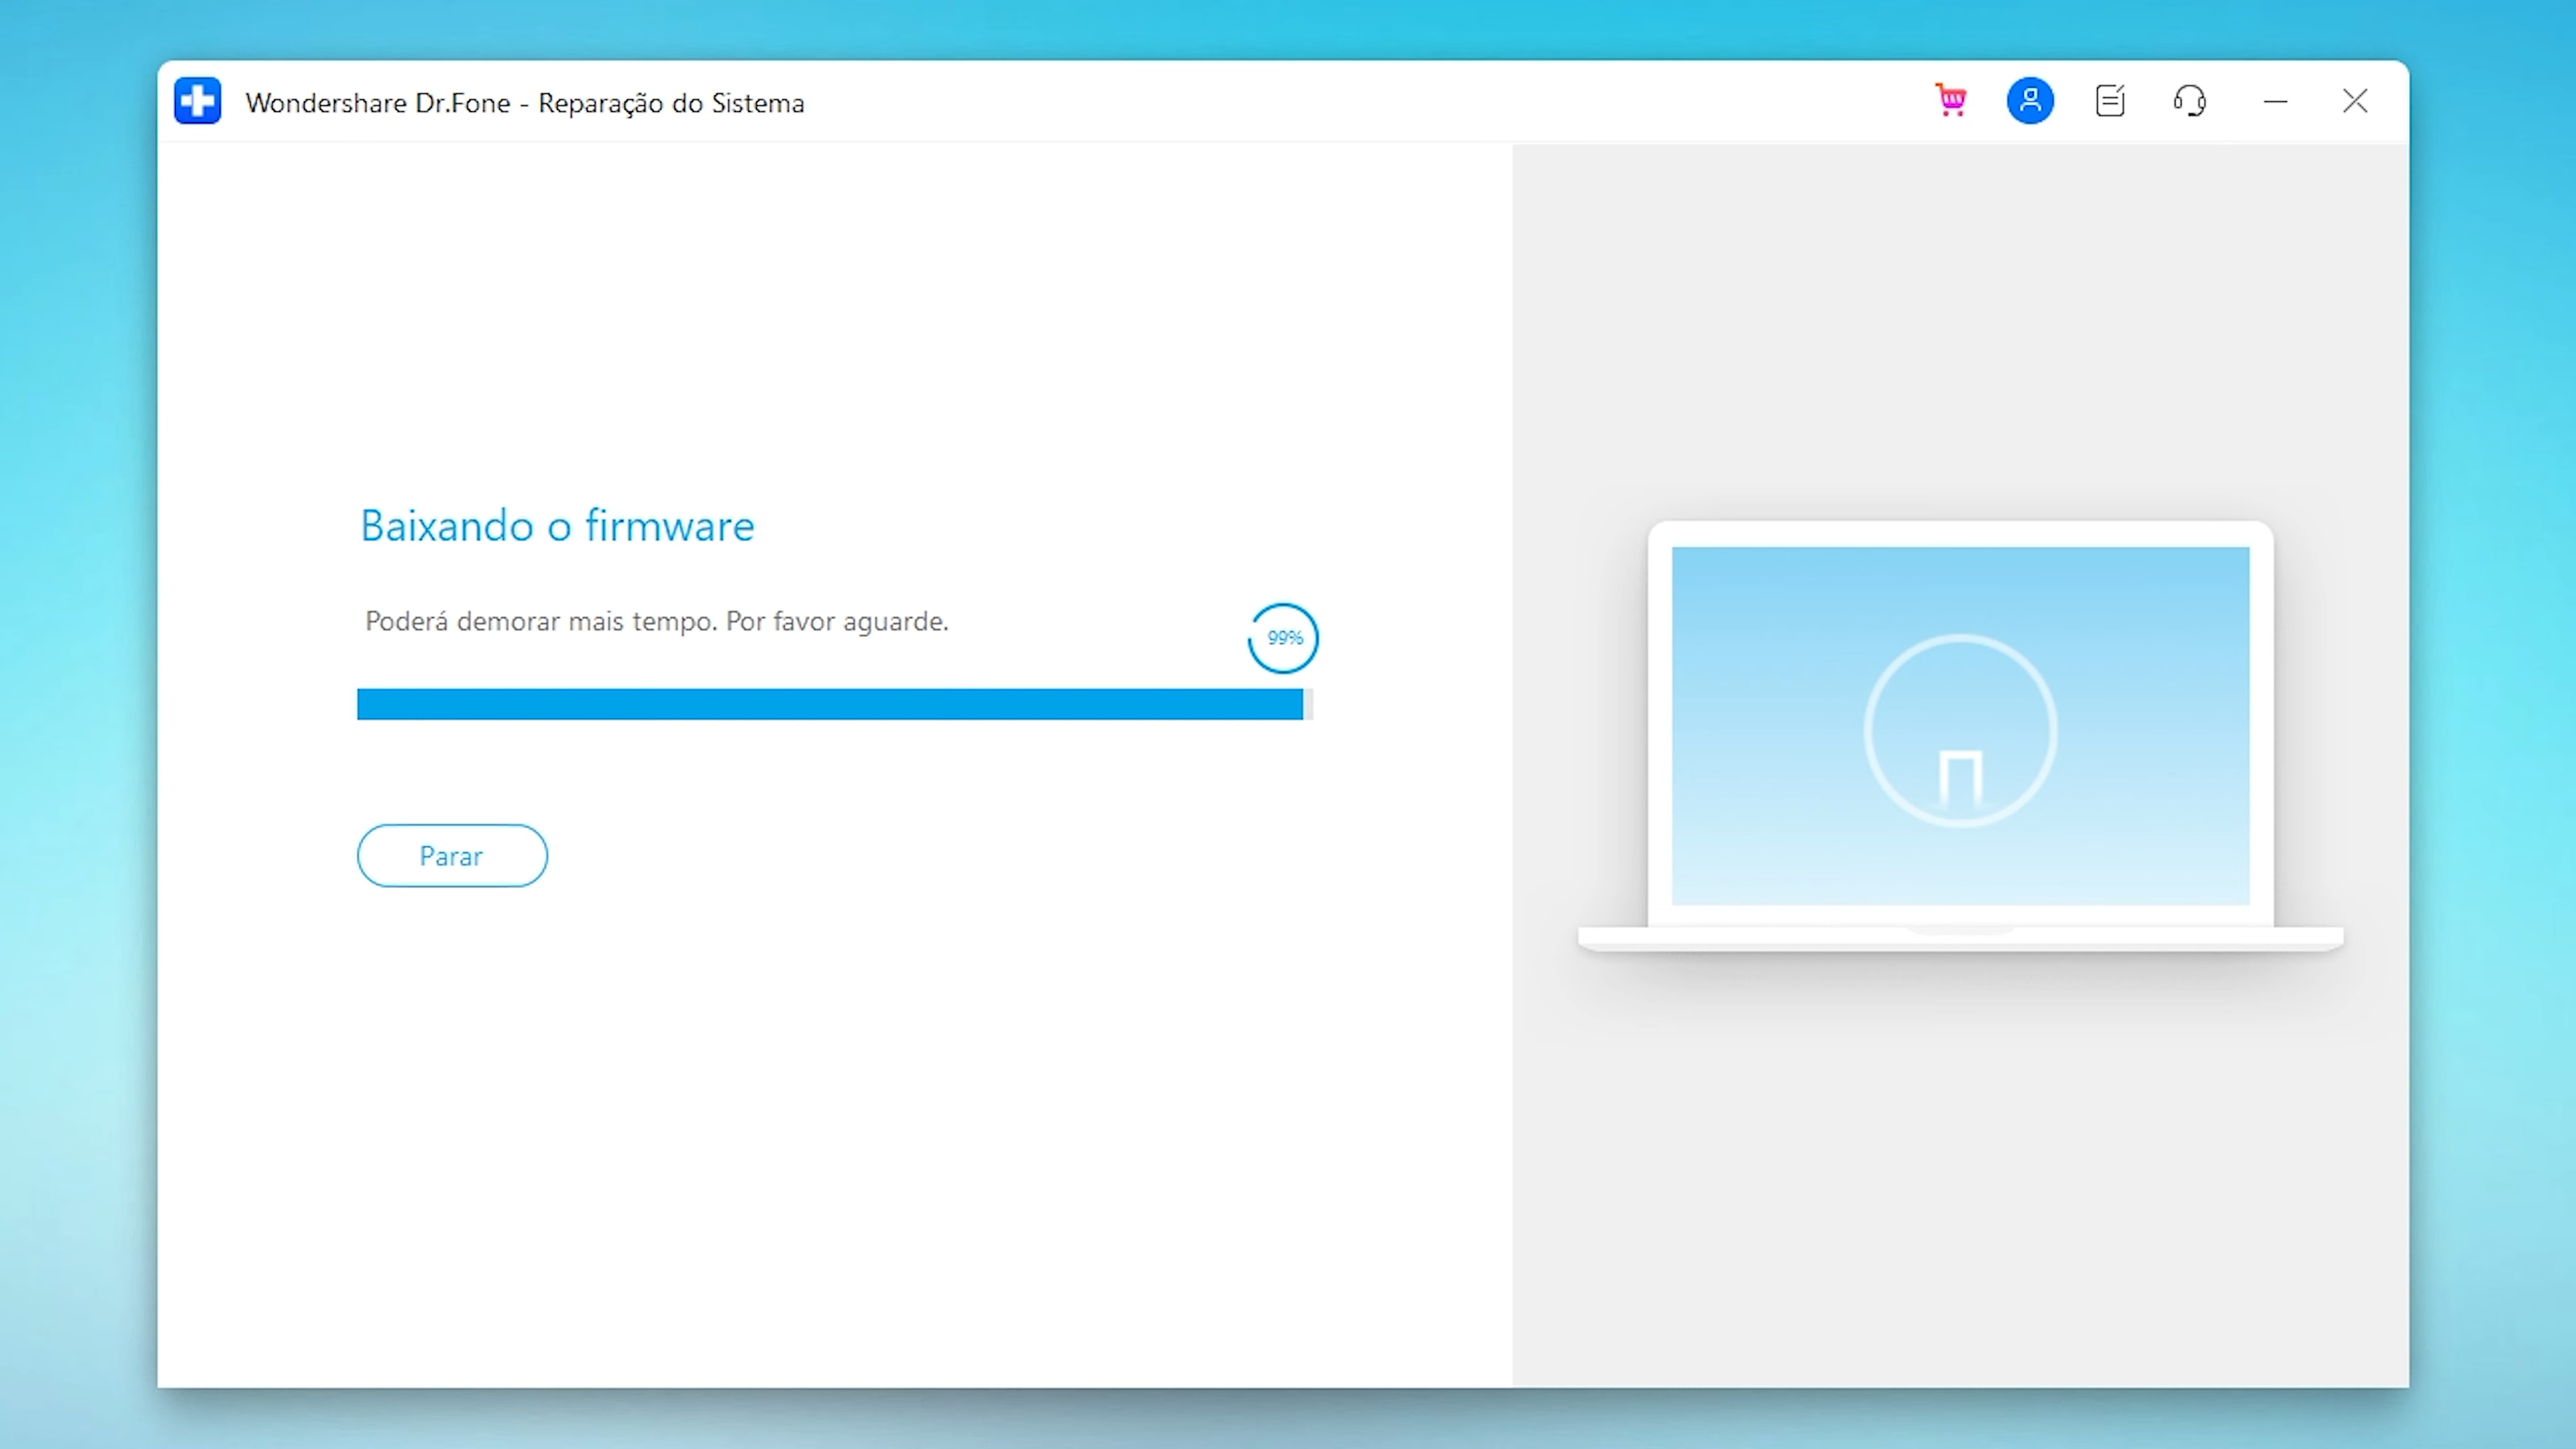 Wondershare Dr.Fone - Reparação do Sistema
Baixando o firmware
Poderá demorar mais tempo. Por favor aguarde.
99%
Parar